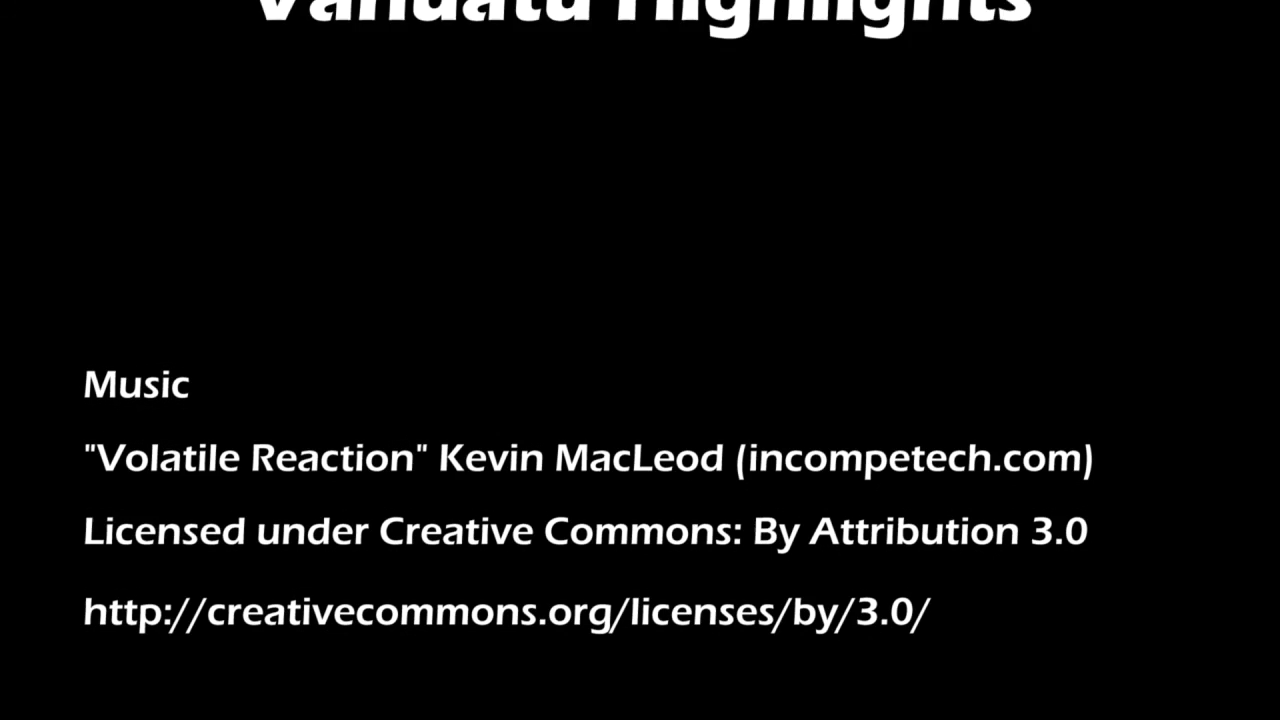 Vanuatu Highlights
Music
"Volatile Reaction" Kevin MacLeod (incompetech.com)
Licensed under Creative Commons: By Attribution 3.0
http://creativecommons.org/licenses/by/3.0/